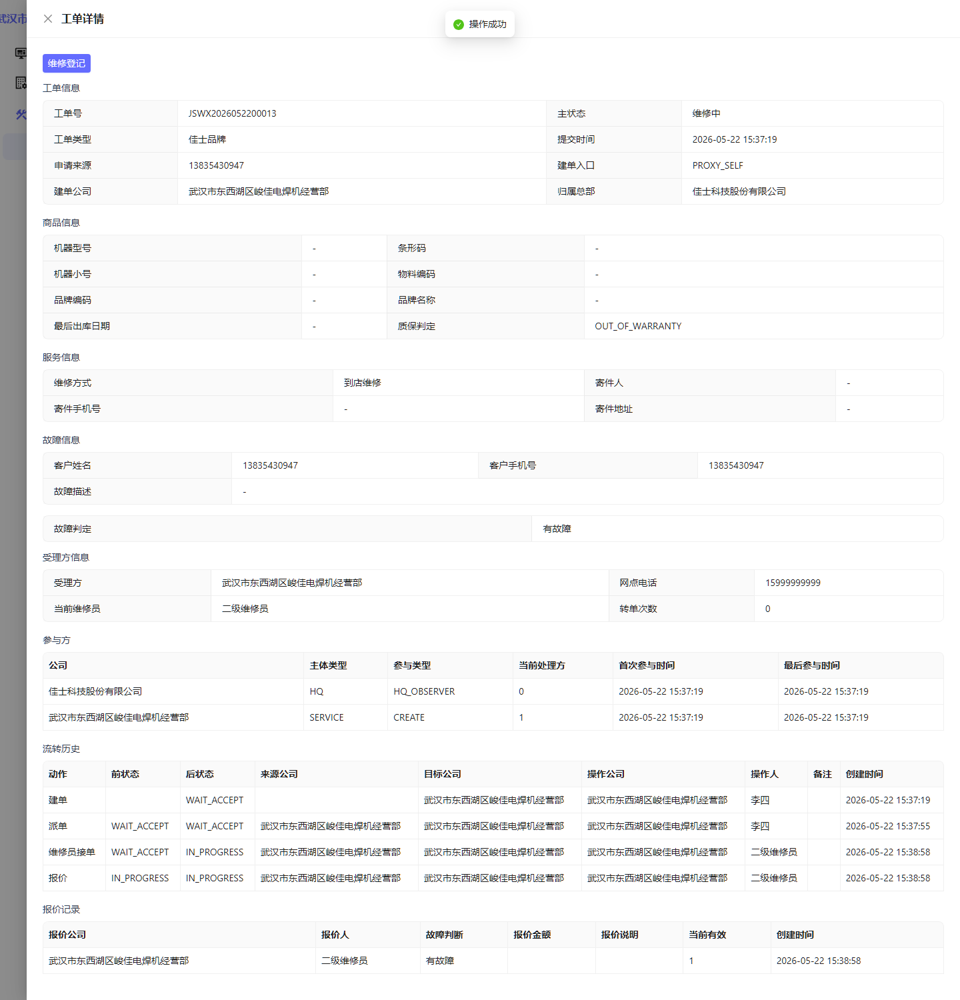 武汉市
工单详情
操作成功
维修登记
工单信息
工单号 JSWX2026052200013 主状态 维修中
工单类型 佳士品牌 提交时间 2026-05-22 15:37:19
申请来源 13835430947 建单入口 PROXY_SELF
建单公司 武汉市东西湖区峻佳电焊机经营部 归属总部 佳士科技股份有限公司
商品信息
机器型号 - 条形码 -
机器小号 - 物料编码 -
品牌编码 - 品牌名称 -
最后出库日期 - 质保判定 OUT_OF_WARRANTY
服务信息
维修方式 到店维修 寄件人 -
寄件手机号 - 寄件地址 -
故障信息
客户姓名 13835430947 客户手机号 13835430947
故障描述 -
故障判定 有故障
受理方信息
受理方 武汉市东西湖区峻佳电焊机经营部 网点电话 15999999999
当前维修员 二级维修员 转单次数 0
参与方
公司 主体类型 参与类型 当前处理方 首次参与时间 最后参与时间
佳士科技股份有限公司 HQ HQ_OBSERVER 0 2026-05-22 15:37:19 2026-05-22 15:37:19
武汉市东西湖区峻佳电焊机经营部 SERVICE CREATE 1 2026-05-22 15:37:19 2026-05-22 15:37:19
流转历史
动作 前状态 后状态 来源公司 目标公司 操作公司 操作人 备注 创建时间
建单 WAIT_ACCEPT 武汉市东西湖区峻佳电焊机经营部 武汉市东西湖区峻佳电焊机经营部 李四 2026-05-22 15:37:19
派单 WAIT_ACCEPT WAIT_ACCEPT 武汉市东西湖区峻佳电焊机经营部 武汉市东西湖区峻佳电焊机经营部 武汉市东西湖区峻佳电焊机经营部 李四 2026-05-22 15:37:55
维修员接单 WAIT_ACCEPT IN_PROGRESS 武汉市东西湖区峻佳电焊机经营部 武汉市东西湖区峻佳电焊机经营部 武汉市东西湖区峻佳电焊机经营部 二级维修员 2026-05-22 15:38:58
报价 IN_PROGRESS IN_PROGRESS 武汉市东西湖区峻佳电焊机经营部 武汉市东西湖区峻佳电焊机经营部 武汉市东西湖区峻佳电焊机经营部 二级维修员 2026-05-22 15:38:58
报价记录
报价公司 报价人 故障判断 报价金额 报价说明 当前有效 创建时间
武汉市东西湖区峻佳电焊机经营部 二级维修员 有故障 1 2026-05-22 15:38:58